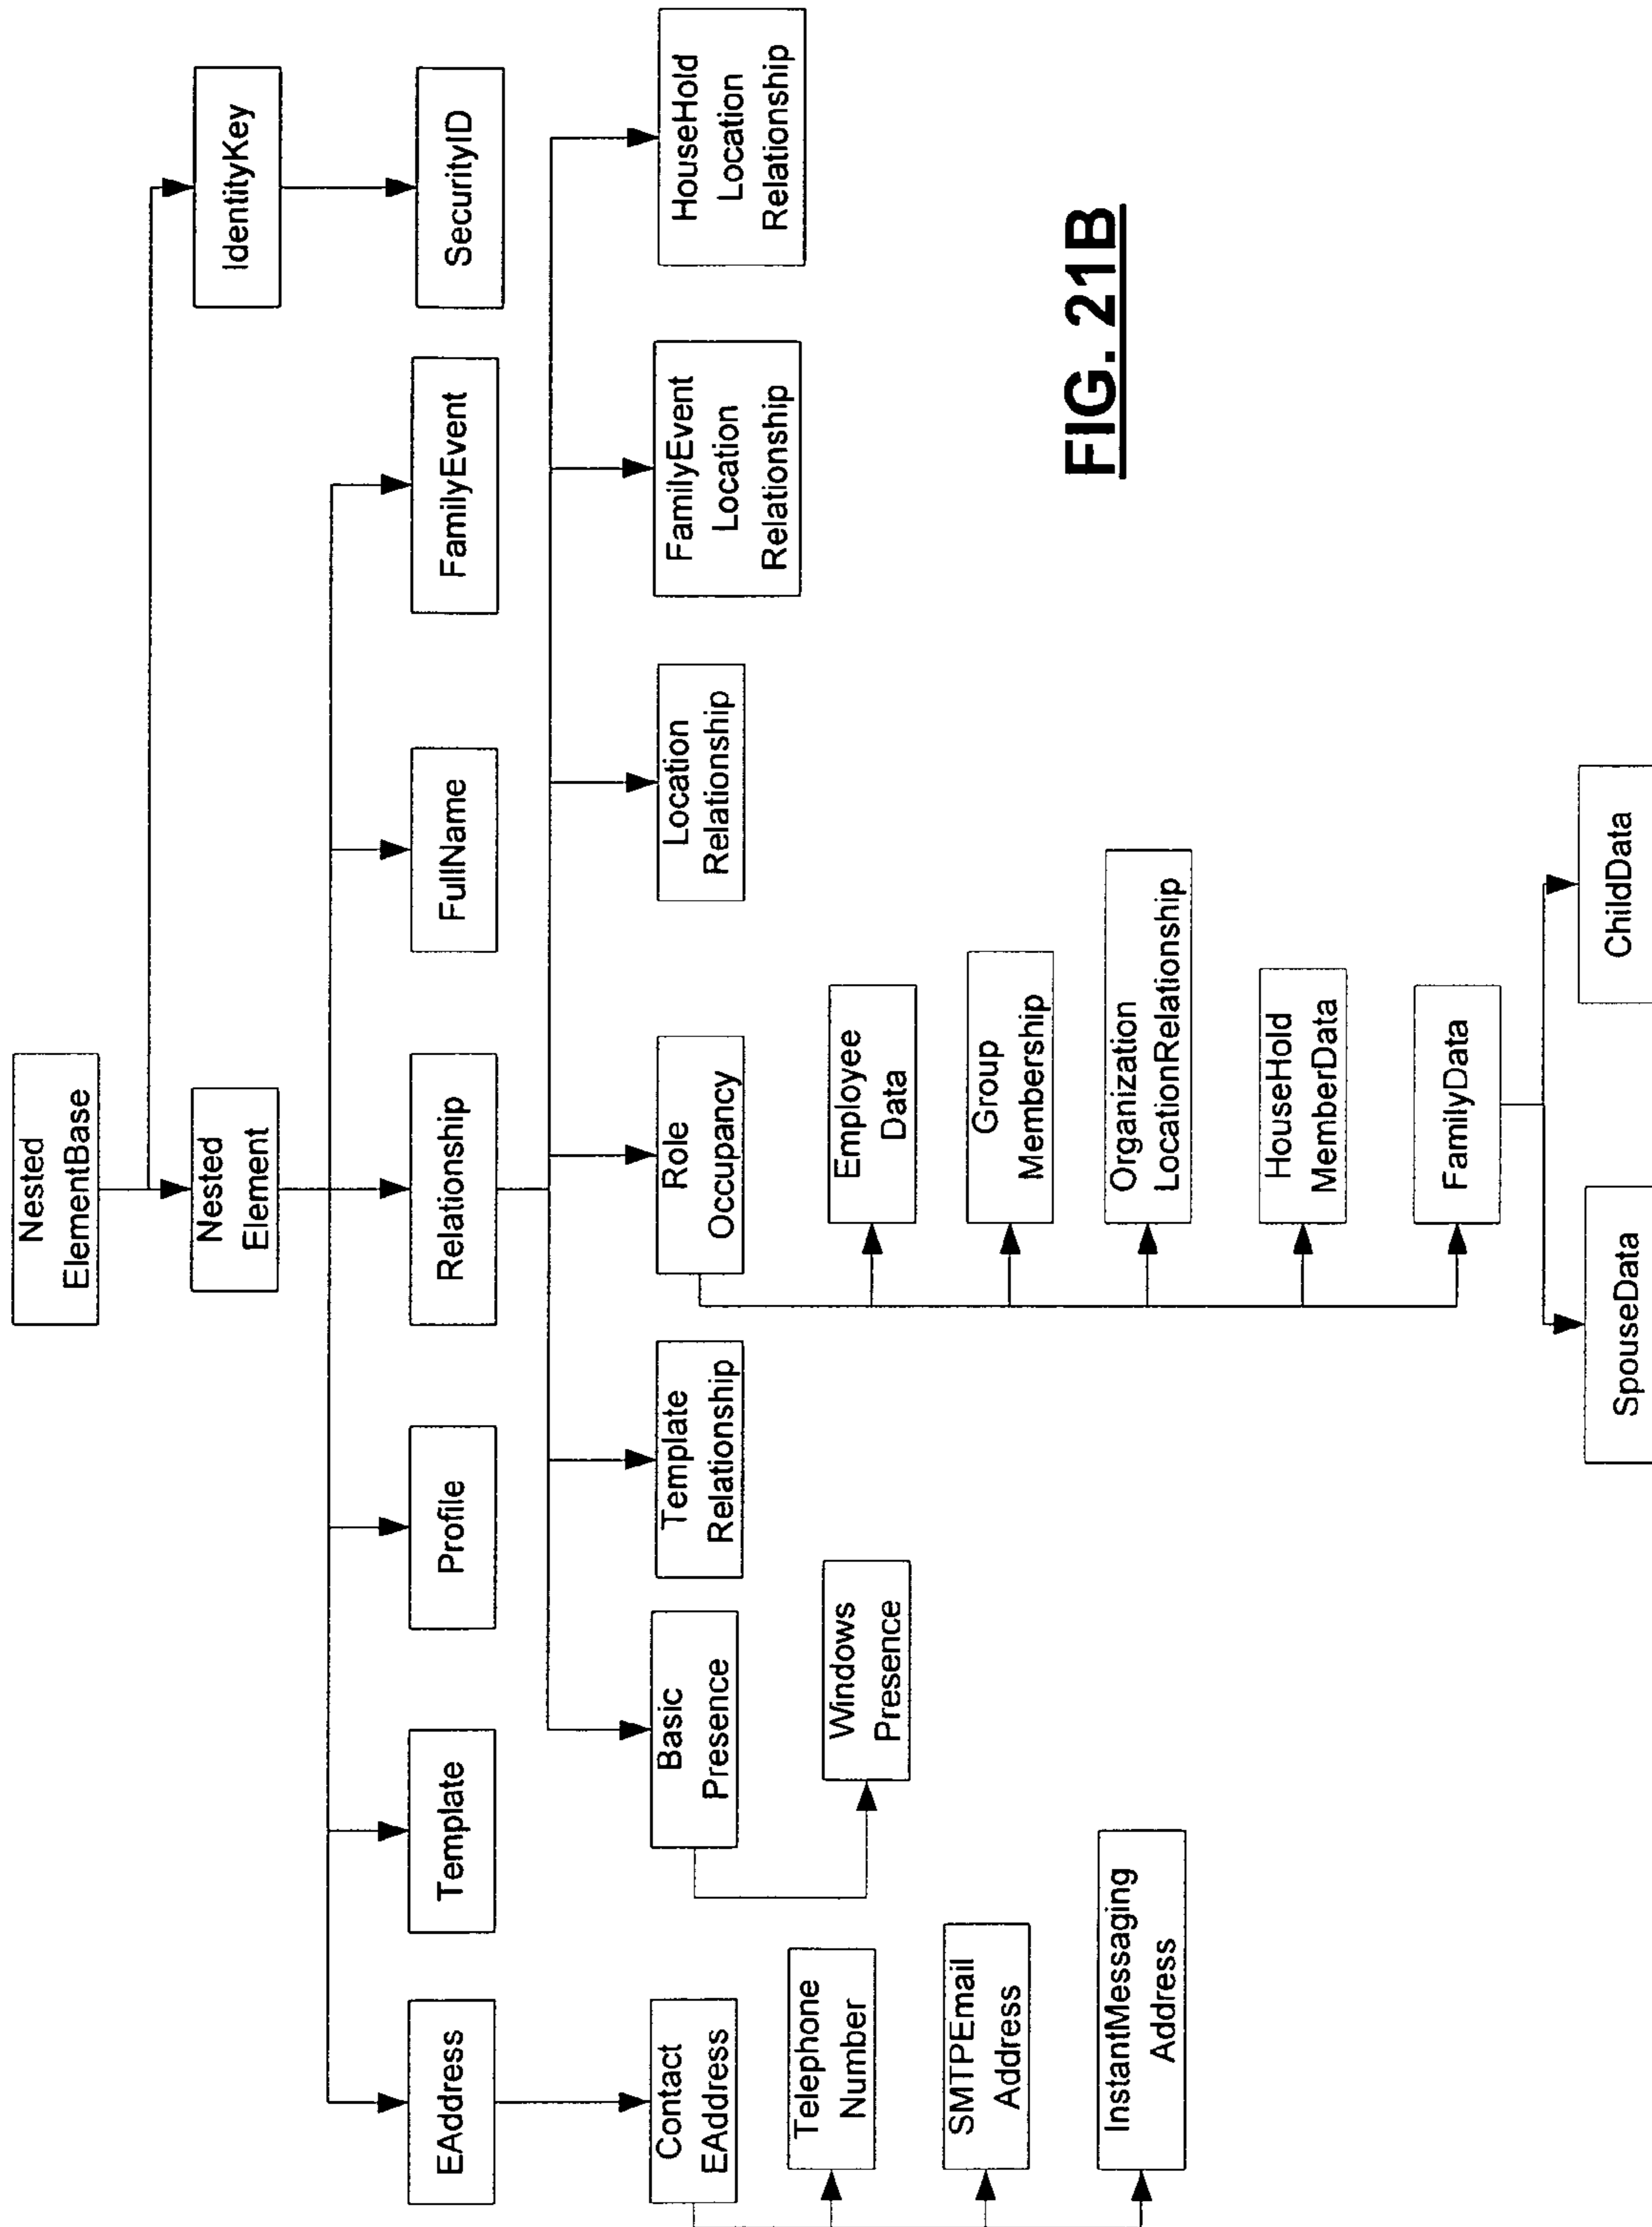 Nested
ElementBase
Nested
Element
IdentityKey
EAddress
Template
Profile
Relationship
FullName
FamilyEvent
SecurityID
Contact
EAddress
Basic
Presence
Template
Relationship
Role
Occupancy
Location
Relationship
FamilyEvent
Location
Relationship
HouseHold
Location
Relationship
Telephone
Number
SMTPEmail
Address
InstantMessaging
Address
Windows
Presence
Employee
Data
Group
Membership
Organization
LocationRelationship
HouseHold
MemberData
FamilyData
SpouseData
ChildData
FIG. 21B